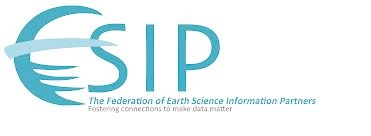 ESIP
The Federation of Earth Science Information Partners
Fostering connections to make data matter